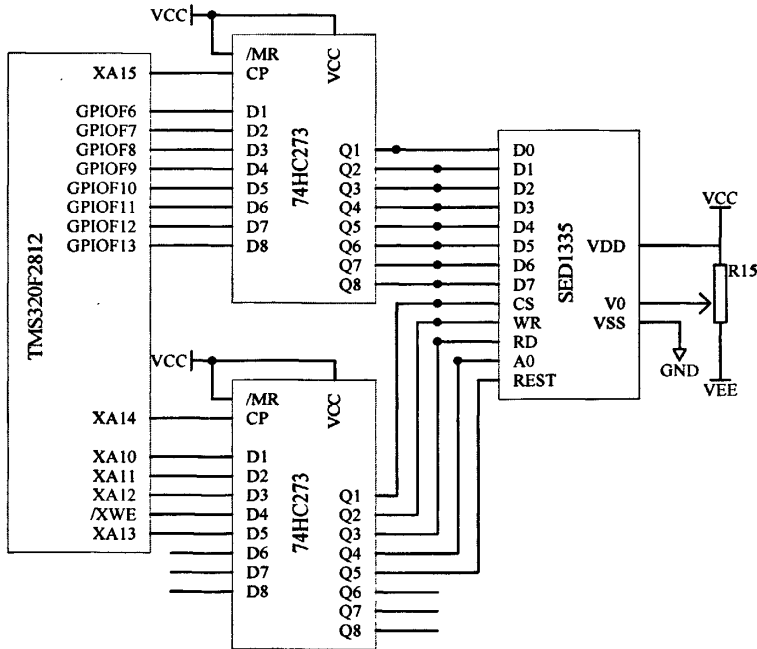 VCC
/MR
XA15
CP
VCC
GPIOF6
D1
GPIOF7
D2
GPIOF8
D3
GPIOF9
D4
GPIOF10
D5
GPIOF11
D6
GPIOF12
D7
GPIOF13
D8
74HC273
Q1
Q2
Q3
Q4
Q5
Q6
Q7
Q8
TMS320F2812
D0
D1
D2
D3
D4
D5
D6
D7
CS
WR
RD
A0
REST
SED1335
VDD
V0
VSS
VCC
R15
GND
VEE
VCC
/MR
XA14
CP
VCC
XA10
D1
XA11
D2
XA12
D3
/XWE
D4
XA13
D5
D6
D7
D8
74HC273
Q1
Q2
Q3
Q4
Q5
Q6
Q7
Q8